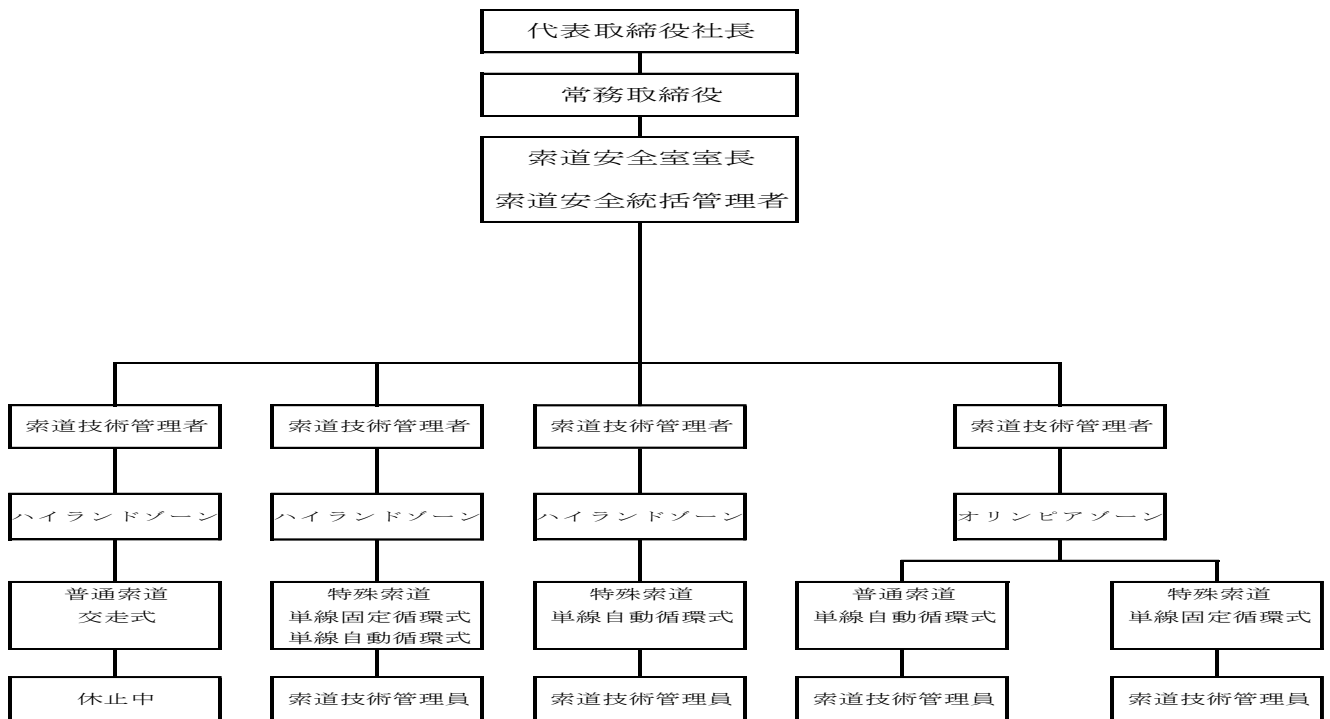 代表取締役社長
常務取締役
索道安全室室長
索道安全統括管理者
索道技術管理者
索道技術管理者
索道技術管理者
索道技術管理者
ハイランドゾーン
ハイランドゾーン
ハイランドゾーン
オリンピアゾーン
普通索道
交走式
特殊索道
単線固定循環式
単線自動循環式
特殊索道
単線自動循環式
普通索道
単線自動循環式
特殊索道
単線固定循環式
休止中
索道技術管理員
索道技術管理員
索道技術管理員
索道技術管理員